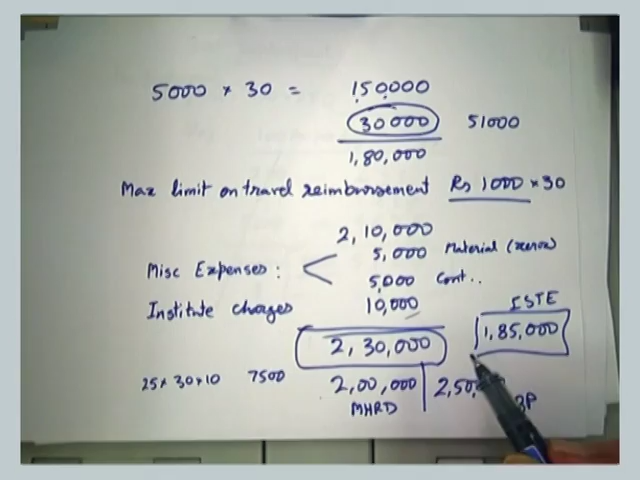 5000 × 30 = 150000
30000 51000
1,80,000
Max limit on travel reimbursement Rs 1000 × 30
2,10,000
5,000 Material (xerox)
Misc Expenses :
5,000 Cont..
Institute charges 10,000
ISTE
1,85,000
2,30,000
25 × 30 × 10 7500 2,00,000 2,50,
MHRD